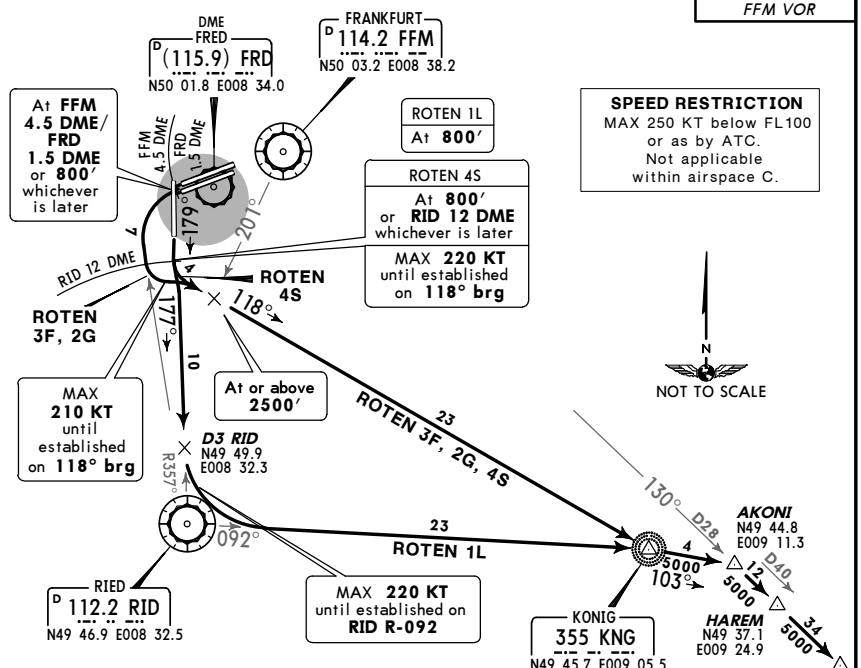 FFM VOR
DME
FRED
D (115.9) FRD
N50 01.8 E008 34.0
FRANKFURT
D 114.2 FFM
N50 03.2 E008 38.2
At FFM
4.5 DME/
FRD
1.5 DME
or 800'
whichever
is later
FFM
4.5 DME
FRD
1.5 DME
ROTEN 1L
At 800'
SPEED RESTRICTION
MAX 250 KT below FL100
or as by ATC.
Not applicable
within airspace C.
ROTEN 4S
At 800'
or RID 12 DME
whichever is later
MAX 220 KT
until established
on 118° brg
179°
201°
7
RID 12 DME
4
ROTEN
4S
ROTEN
3F, 2G
177°
118°
10
At or above
2500'
MAX
210 KT
until
established
on 118° brg
N
NOT TO SCALE
23
ROTEN 3F, 2G, 4S
D3 RID
N49 49.9
E008 32.3
R357°
092°
23
ROTEN 1L
130°
D28
AKONI
N49 44.8
E009 11.3
4
5000
103°
D40
12
5000
HAREM
N49 37.1
E009 24.9
34
5000
RIED
D 112.2 RID
N49 46.9 E008 32.5
MAX 220 KT
until established on
RID R-092
KONIG
355 KNG
N49 45.7 E009 05.5